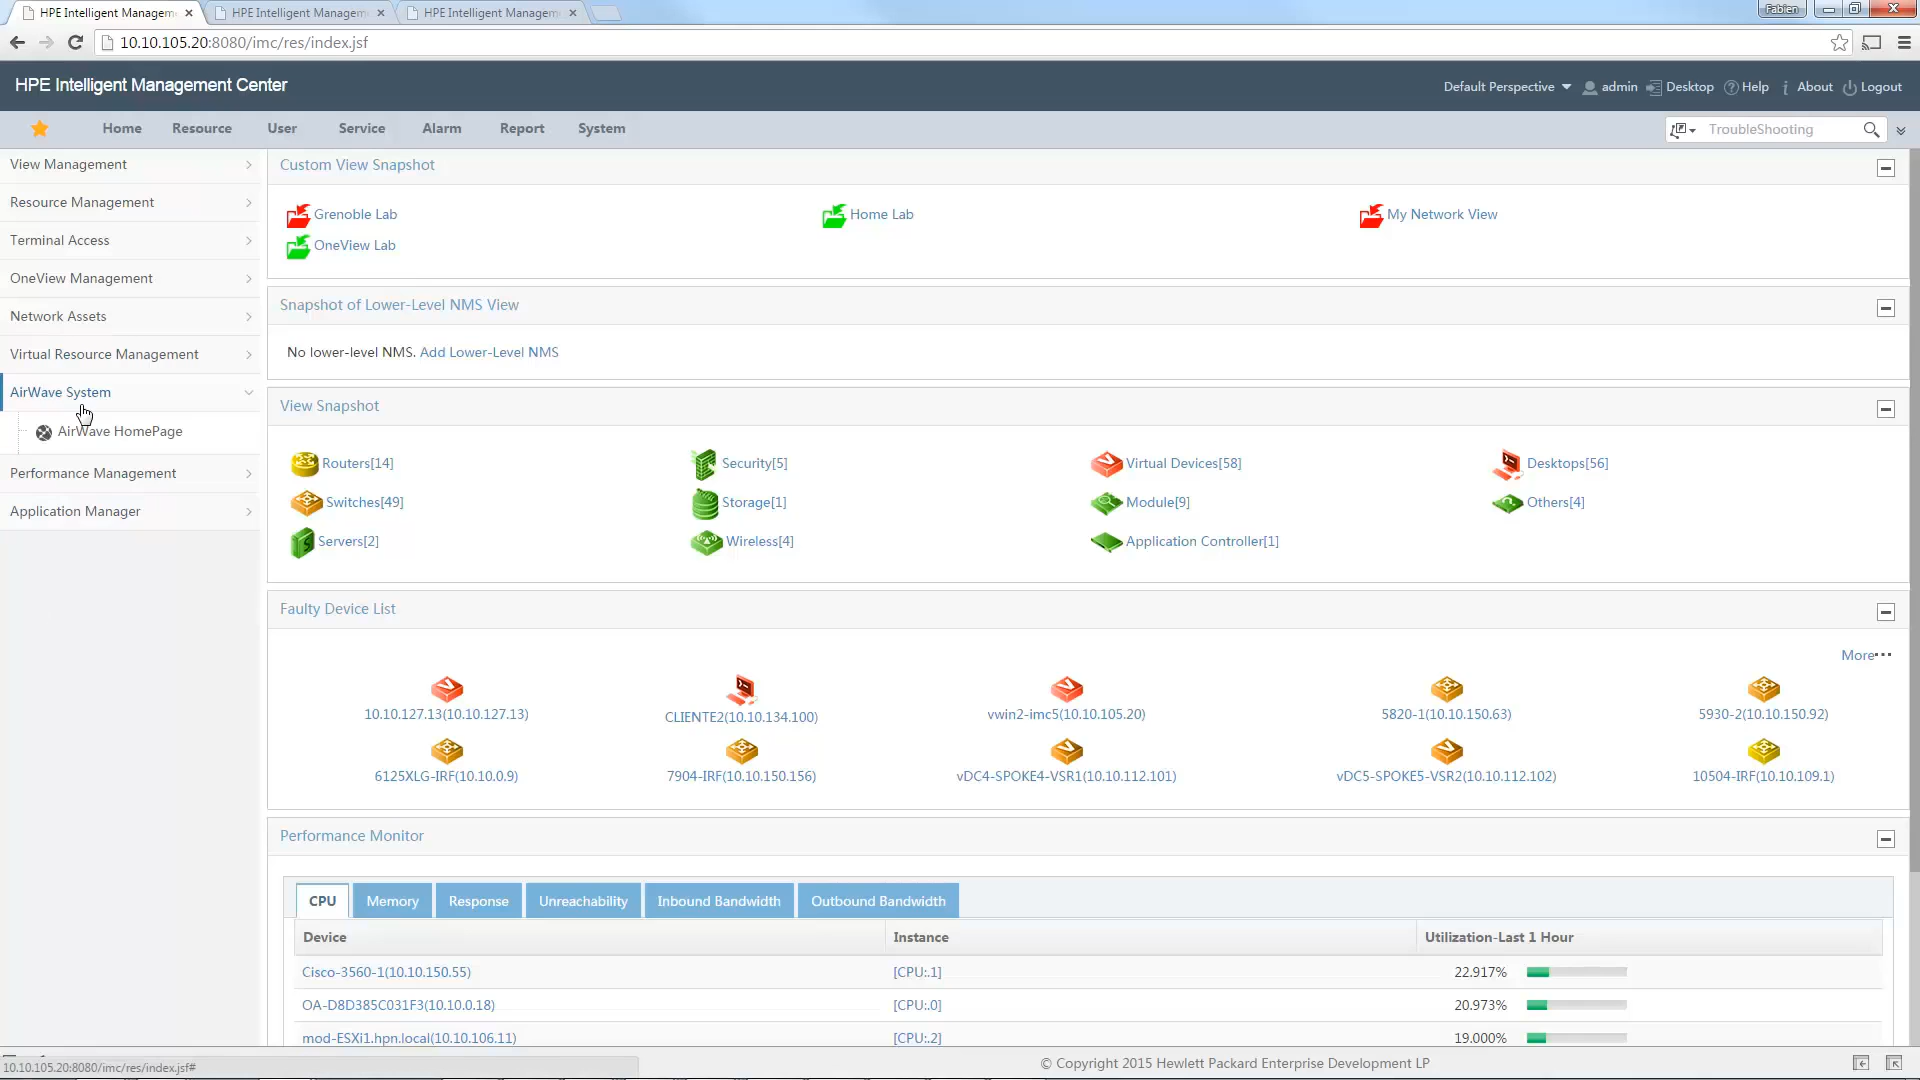 HPE Intelligent Managem
HPE Intelligent Managem
HPE Intelligent Managem
Fabien
10.10.105.20:8080/imc/res/index.jsf
HPE Intelligent Management Center
Default Perspective
admin
Desktop
Help
About
Logout
Home
Resource
User
Service
Alarm
Report
System
TroubleShooting
View Management
Resource Management
Terminal Access
OneView Management
Network Assets
Virtual Resource Management
AirWave System
AirWave HomePage
Performance Management
Application Manager
Custom View Snapshot
Grenoble Lab
Home Lab
My Network View
OneView Lab
Snapshot of Lower-Level NMS View
No lower-level NMS. Add Lower-Level NMS
View Snapshot
Routers[14]
Security[5]
Virtual Devices[58]
Desktops[56]
Switches[49]
Storage[1]
Module[9]
Others[4]
Servers[2]
Wireless[4]
Application Controller[1]
Faulty Device List
More
10.10.127.13(10.10.127.13)
CLIENTE2(10.10.134.100)
vwin2-imc5(10.10.105.20)
5820-1(10.10.150.63)
5930-2(10.10.150.92)
6125XLG-IRF(10.10.0.9)
7904-IRF(10.10.150.156)
vDC4-SPOKE4-VSR1(10.10.112.101)
vDC5-SPOKE5-VSR2(10.10.112.102)
10504-IRF(10.10.109.1)
Performance Monitor
CPU
Memory
Response
Unreachability
Inbound Bandwidth
Outbound Bandwidth
Device
Instance
Utilization-Last 1 Hour
Cisco-3560-1(10.10.150.55)
[CPU:.1]
22.917%
OA-D8D385C031F3(10.10.0.18)
[CPU:.0]
20.973%
mod-ESXi1.hpn.local(10.10.106.11)
[CPU:.2]
19.000%
10.10.105.20:8080/imc/res/index.jsf#
© Copyright 2015 Hewlett Packard Enterprise Development LP